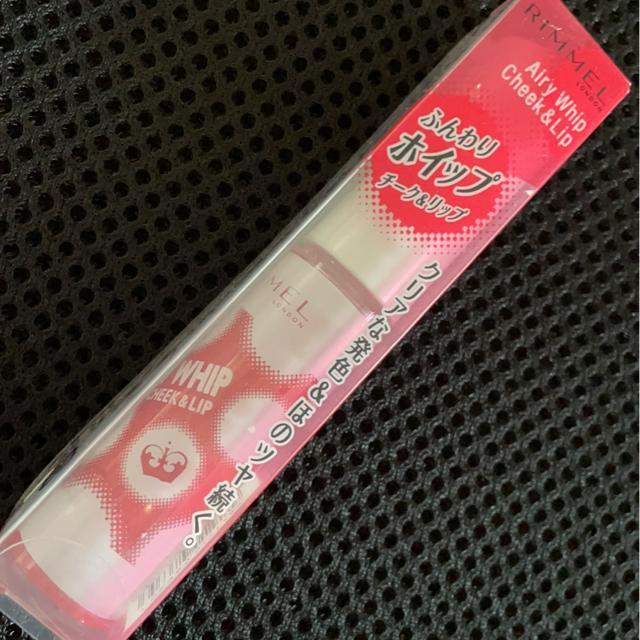 RIMMEL
LONDON
Airy Whip
Cheek&Lip
ふんわり
ホイップ
チーク&リップ
クリアな発色&ほのツヤ続く。
MEL
LONDON
WHIP
CHEEK & LIP